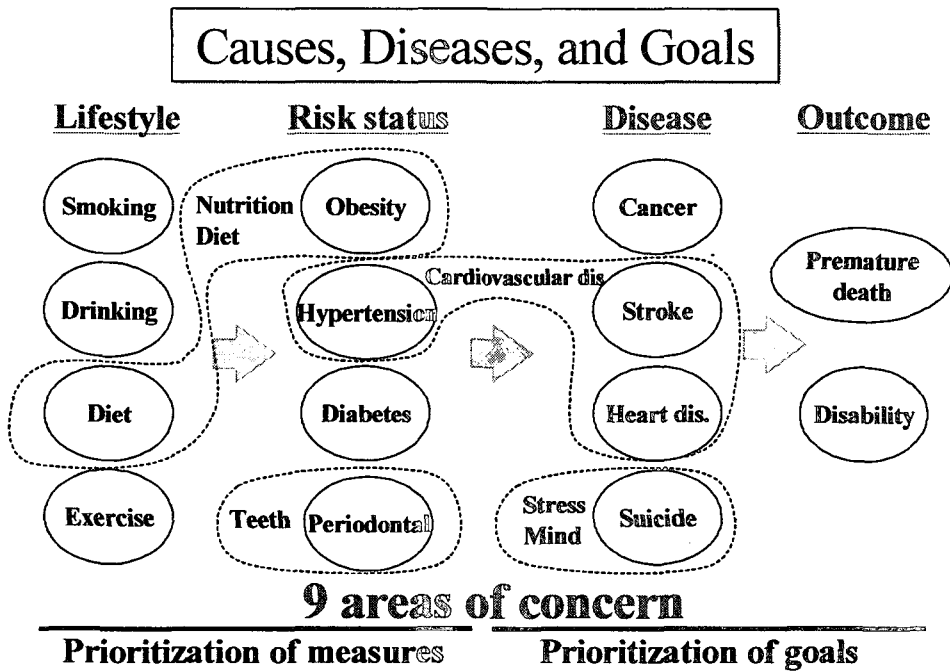 Causes, Diseases, and Goals
Lifestyle
Risk status
Disease
Outcome
Smoking
Nutrition
Diet
Obesity
Cancer
Premature
death
Drinking
Hypertension
Cardiovascular dis
Stroke
Diet
Diabetes
Heart dis.
Disability
Exercise
Teeth
Periodontal
Stress
Mind
Suicide
9 areas of concern
Prioritization of measures
Prioritization of goals